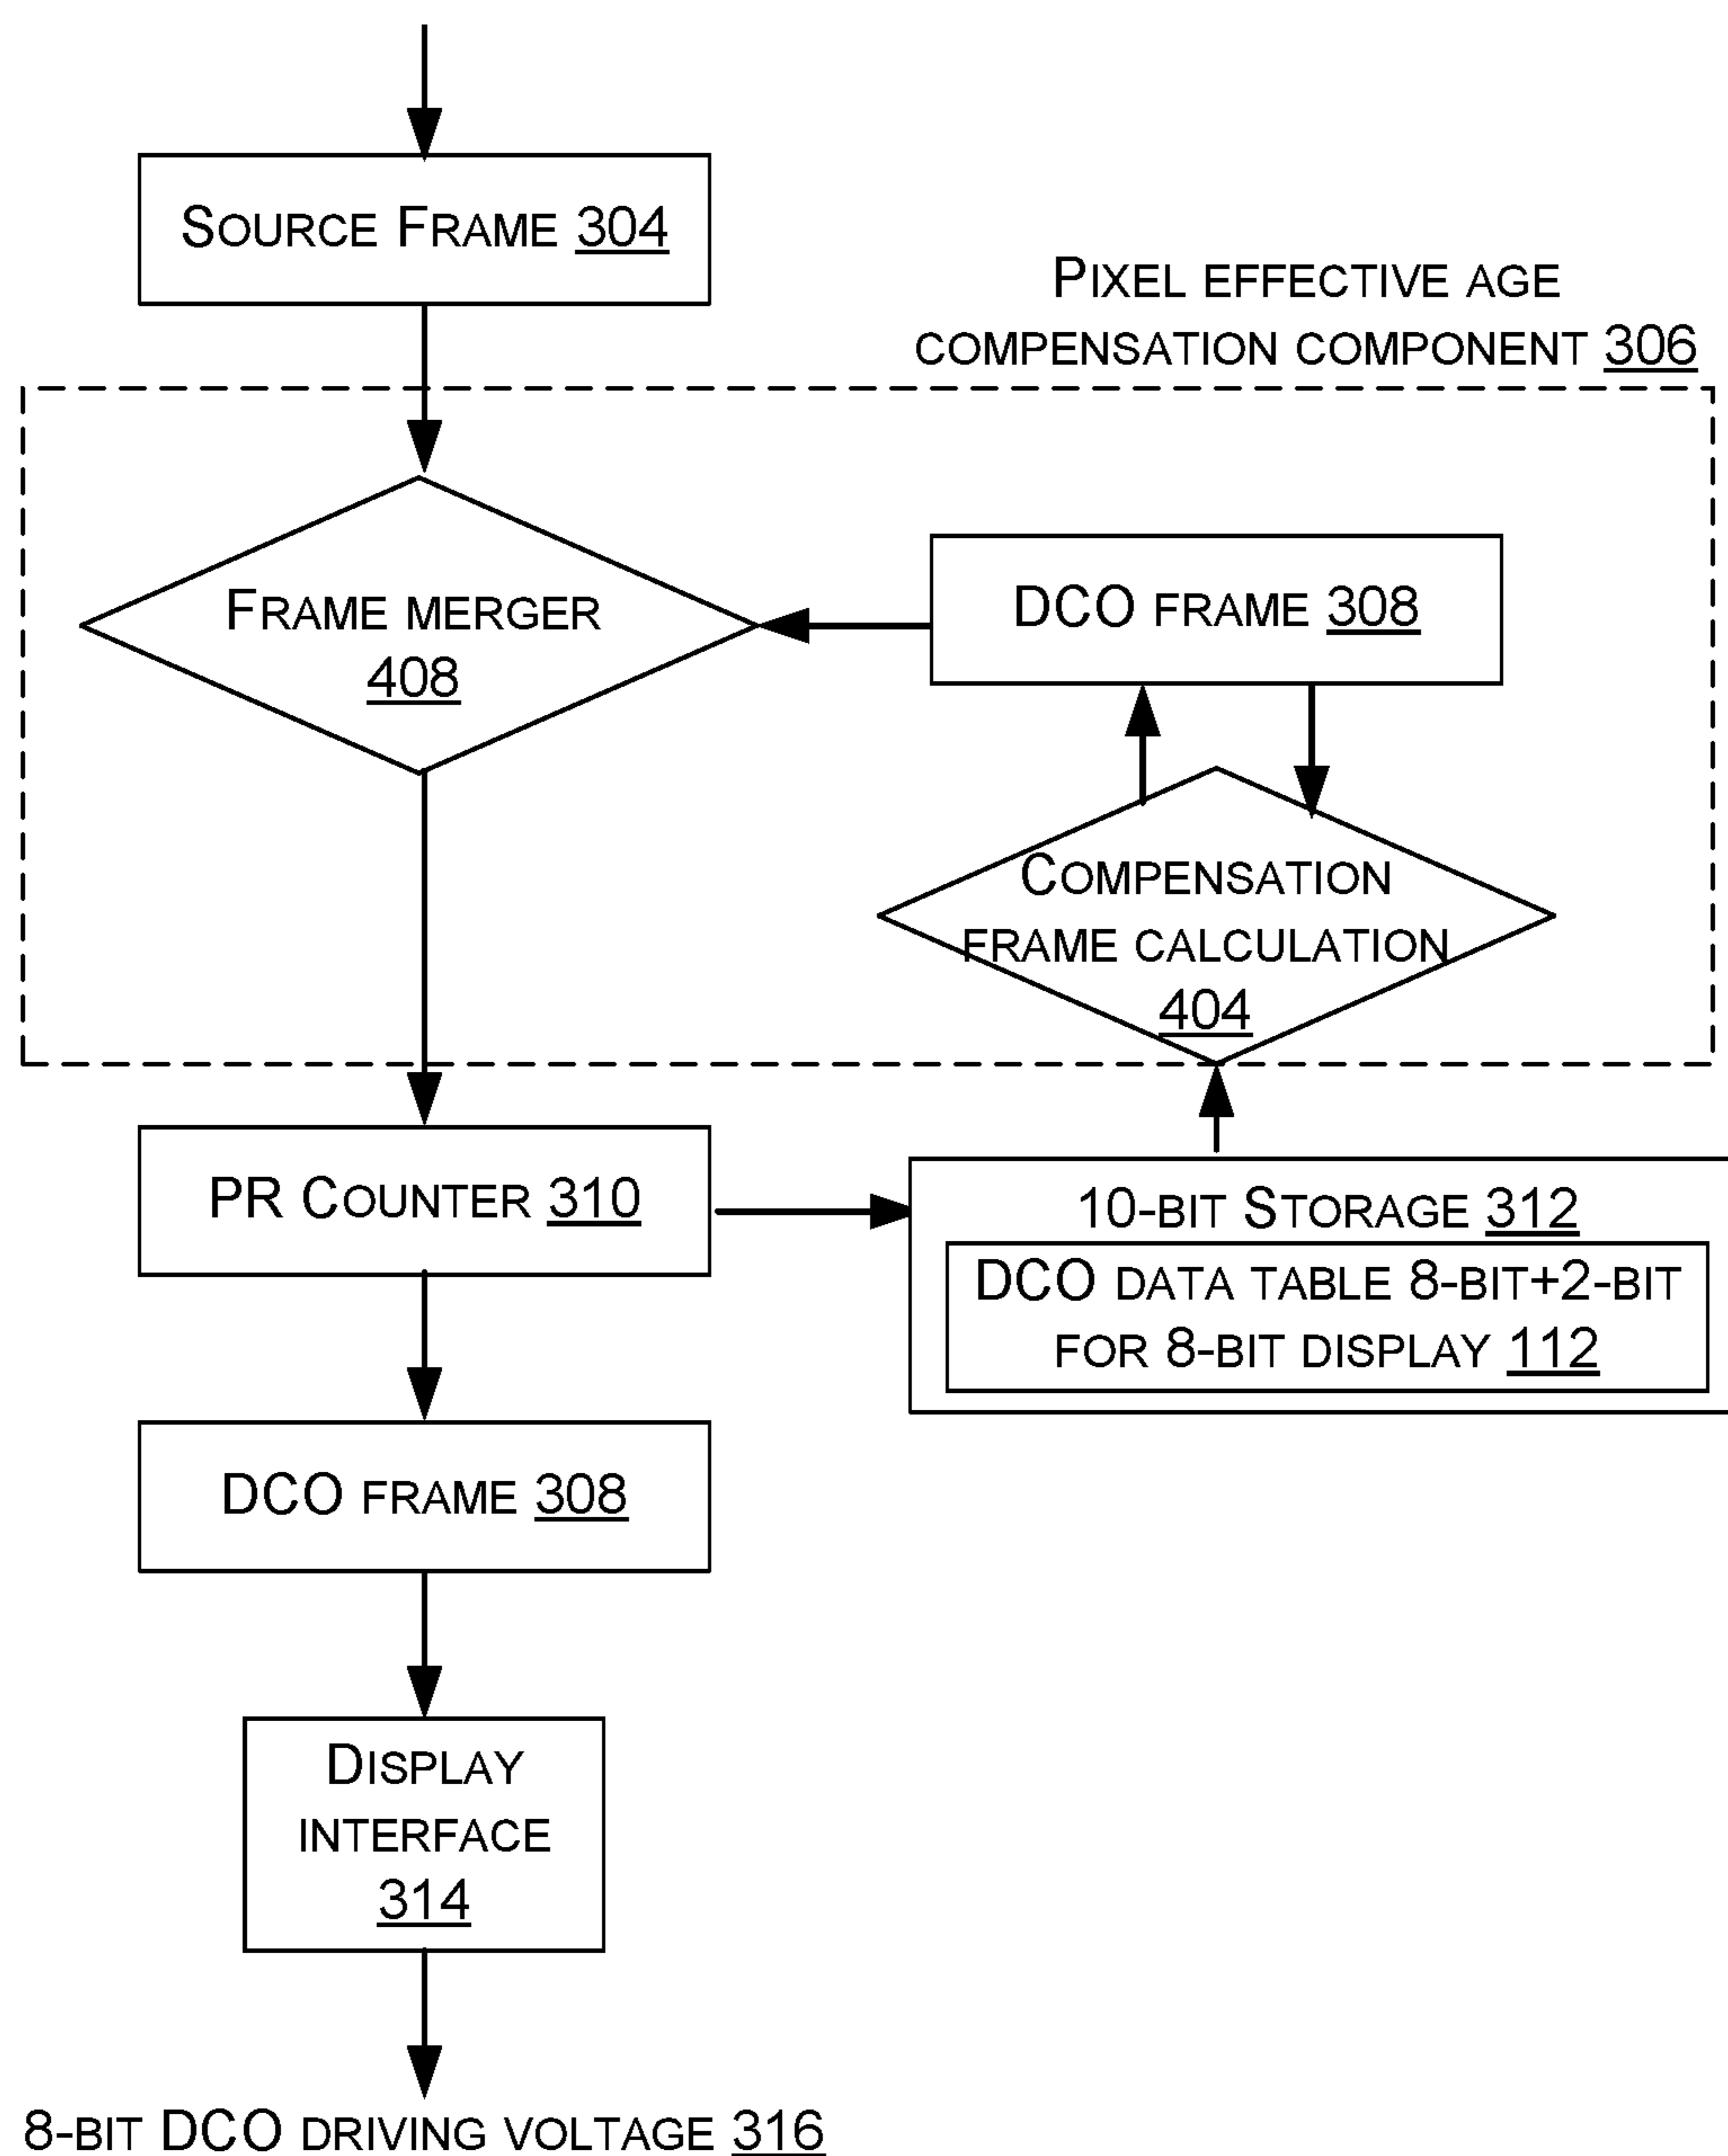 Source Frame 304
Pixel effective age
compensation component 306
Frame merger
408
DCO frame 308
Compensation
frame calculation
404
PR Counter 310
10-bit Storage 312
DCO data table 8-bit+2-bit
for 8-bit display 112
DCO frame 308
Display
interface
314
8-bit DCO driving voltage 316